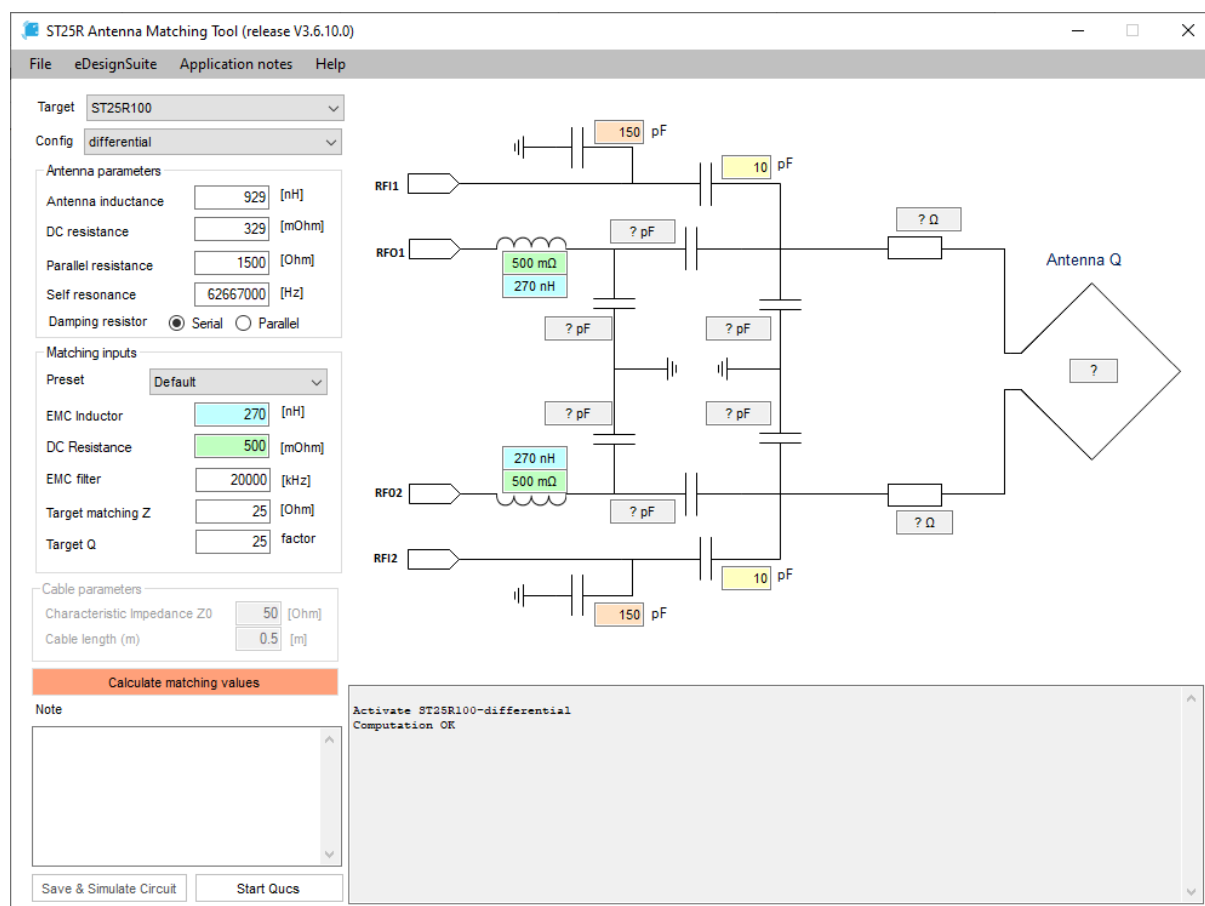 ST25R Antenna Matching Tool (release V3.6.10.0)
File eDesignSuite Application notes Help
Target ST25R100
Config differential
Antenna parameters
Antenna inductance 929 [nH]
DC resistance 329 [mOhm]
Parallel resistance 1500 [Ohm]
Self resonance 62667000 [Hz]
Damping resistor Serial Parallel
Matching inputs
Preset Default
EMC Inductor 270 [nH]
DC Resistance 500 [mOhm]
EMC filter 20000 [kHz]
Target matching Z 25 [Ohm]
Target Q 25 factor
Cable parameters
Characteristic Impedance Z0 50 [Ohm]
Cable length (m) 0.5 [m]
Calculate matching values
Note
Save & Simulate Circuit Start Qucs
150 pF
10 pF
RFI1
? Ω
? pF
RFO1
500 mΩ
270 nH
Antenna Q
? pF ? pF
?
? pF ? pF
270 nH
500 mΩ
RFO2
? pF
? Ω
RFI2
10 pF
150 pF
Activate ST25R100-differential
Computation OK